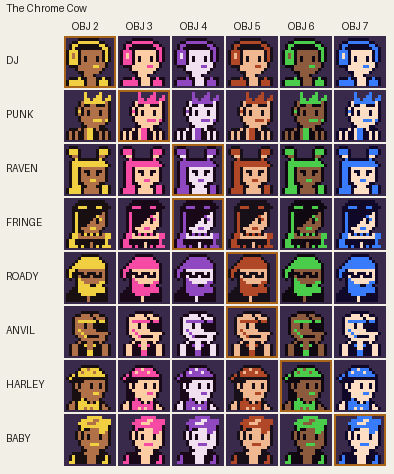 The Chrome Cow
OBJ 2 OBJ 3 OBJ 4 OBJ 5 OBJ 6 OBJ 7
DJ
PUNK
RAVEN
FRINGE
ROADY
ANVIL
HARLEY
BABY